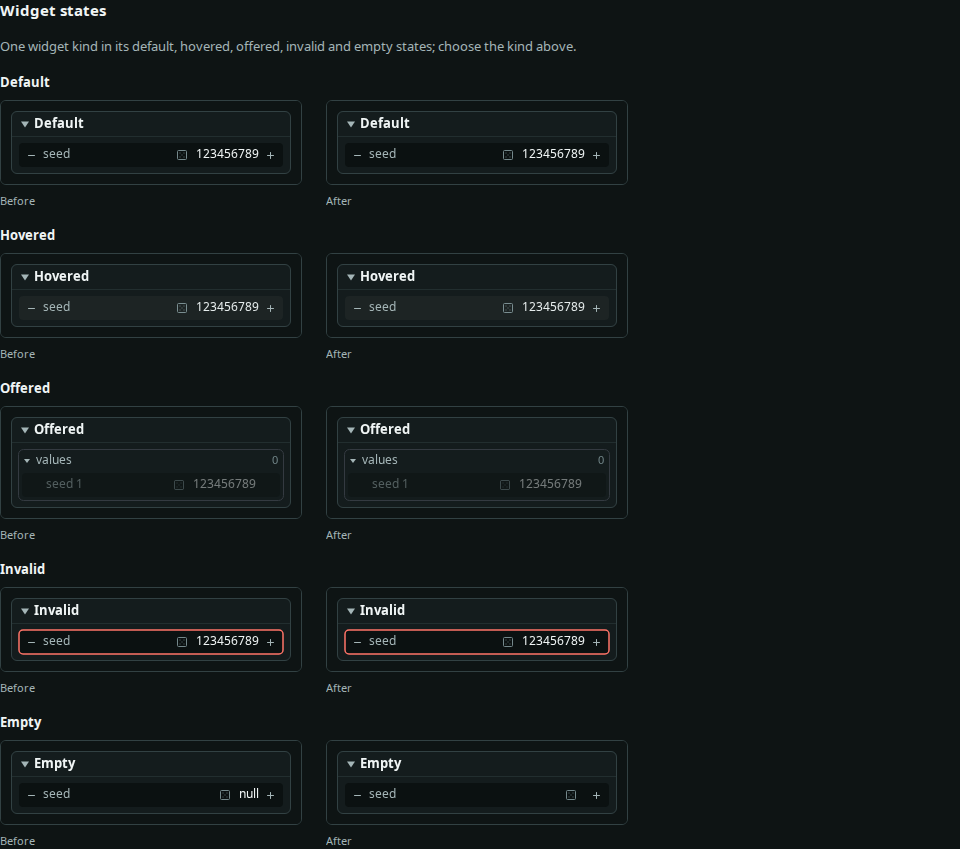 Widget states
One widget kind in its default, hovered, offered, invalid and empty states; choose the kind above.
Default
Default Default
− seed 123456789 + − seed 123456789 +
Before After
Hovered
Hovered Hovered
− seed 123456789 + − seed 123456789 +
Before After
Offered
Offered Offered
values 0 values 0
seed 1 123456789 seed 1 123456789
Before After
Invalid
Invalid Invalid
− seed 123456789 + − seed 123456789 +
Before After
Empty
Empty Empty
− seed null + − seed +
Before After